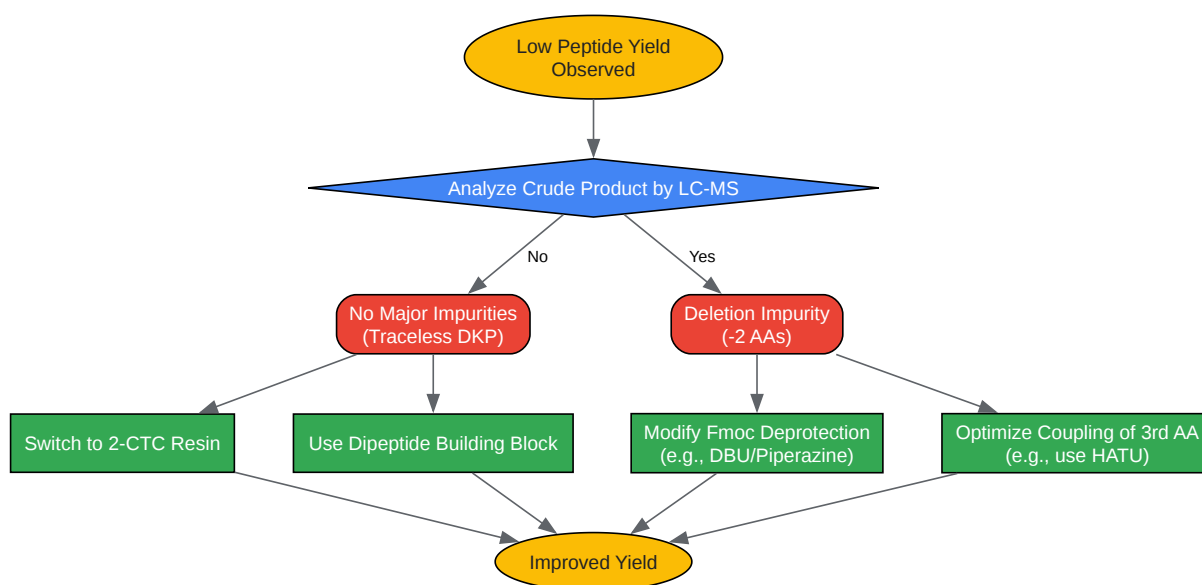 Low Peptide Yield
Observed
Analyze Crude Product by LC-MS
No
Yes
No Major Impurities
(Traceless DKP)
Deletion Impurity
(-2 AAs)
Switch to 2-CTC Resin
Use Dipeptide Building Block
Modify Fmoc Deprotection
(e.g., DBU/Piperazine)
Optimize Coupling of 3rd AA
(e.g., use HATU)
Improved Yield